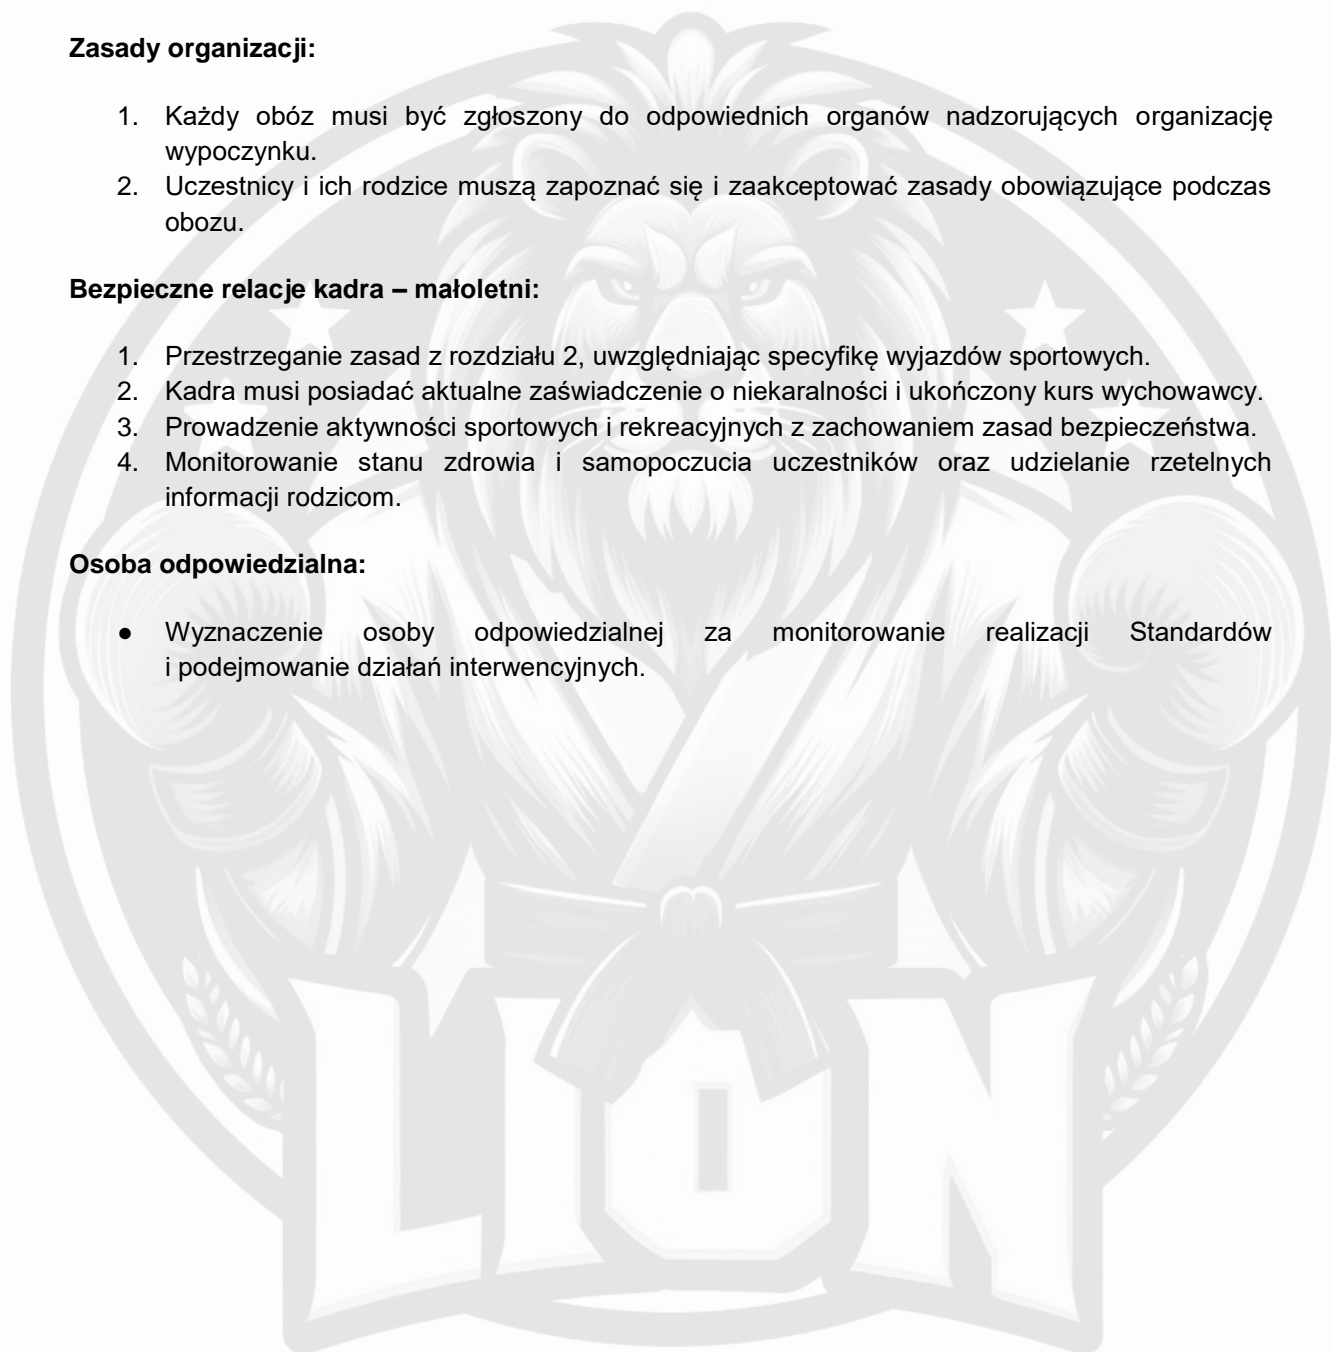 Zasady organizacji:
1. Każdy obóz musi być zgłoszony do odpowiednich organów nadzorujących organizację
wypoczynku.
2. Uczestnicy i ich rodzice muszą zapoznać się i zaakceptować zasady obowiązujące podczas
obozu.
Bezpieczne relacje kadra – małoletni:
1. Przestrzeganie zasad z rozdziału 2, uwzględniając specyfikę wyjazdów sportowych.
2. Kadra musi posiadać aktualne zaświadczenie o niekaralności i ukończony kurs wychowawcy.
3. Prowadzenie aktywności sportowych i rekreacyjnych z zachowaniem zasad bezpieczeństwa.
4. Monitorowanie stanu zdrowia i samopoczucia uczestników oraz udzielanie rzetelnych
informacji rodzicom.
Osoba odpowiedzialna:
● Wyznaczenie osoby odpowiedzialnej za monitorowanie realizacji Standardów
i podejmowanie działań interwencyjnych.
LION